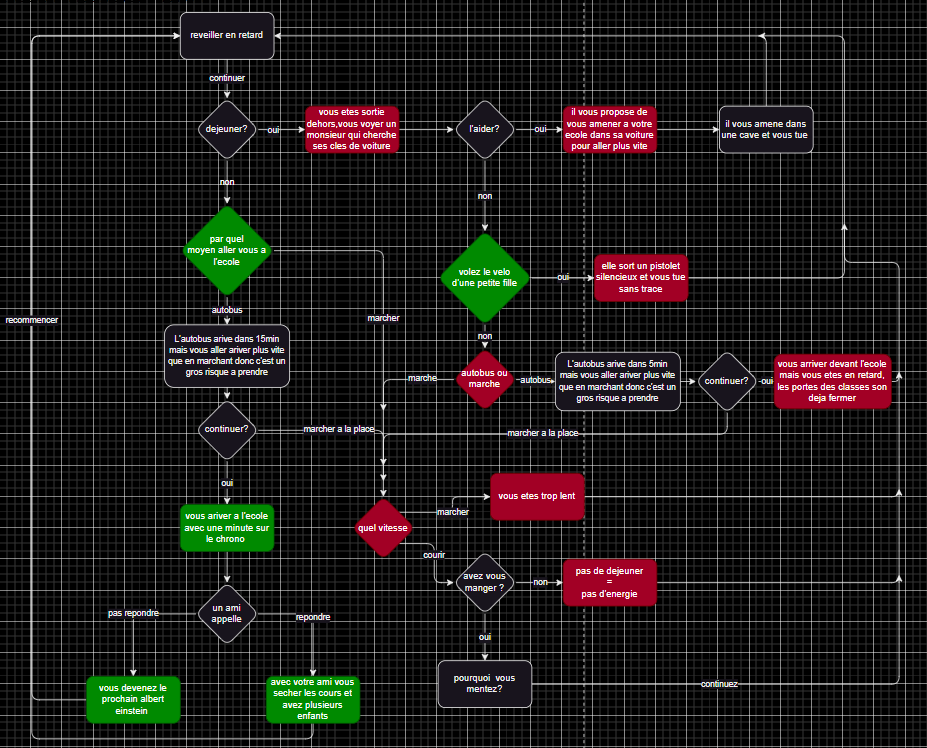 reveiller en retard
continuer
dejeuner?
oui
vous etes sortie
dehors,vous voyer un
monsieur qui cherche
ses cles de voiture
l'aider?
oui
il vous propose de
vous amener a votre
ecole dans sa voiture
pour aller plus vite
il vous amene dans
une cave et vous tue
non
non
par quel
moyen aller vous a
l'ecole
volez le velo
d'une petite fille
oui
elle sort un pistolet
silencieux et vous tue
sans trace
autobus
recommencer
marcher
non
L'autobus arive dans 15min
mais vous aller ariver plus vite
que en marchant donc c'est un
gros risque a prendre
marche
autobus ou
marche
autobus
L'autobus arive dans 5min
mais vous aller ariver plus vite
que en marchant donc c'est un
gros risque a prendre
continuer?
oui
vous arriver devant l'ecole
mais vous etes en retard,
les portes des classes son
deja fermer
continuer?
marcher a la place
marcher a la place
oui
vous ariver a l'ecole
avec une minute sur
le chrono
quel vitesse
marcher
vous etes trop lent
courir
avez vous
manger ?
non
pas de dejeuner
=
pas d'energie
un ami
appelle
pas repondre
repondre
oui
vous devenez le
prochain albert
einstein
avec votre ami vous
secher les cours et
avez plusieurs
enfants
pourquoi vous
mentez?
continuez